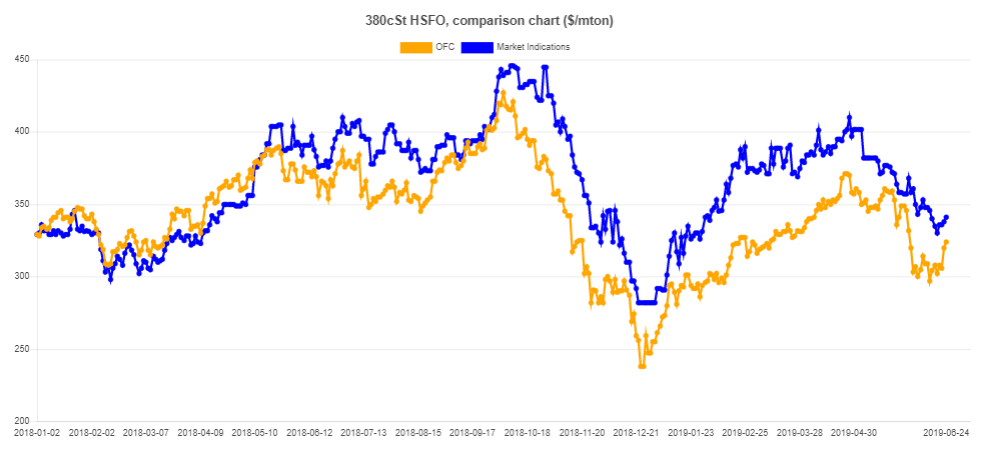 380cSt HSFO, comparison chart ($/mton)
OFC Market Indications
450
400
350
300
250
200
2018-01-02 2018-02-02 2018-03-07 2018-04-09 2018-05-10 2018-06-12 2018-07-13 2018-08-15 2018-09-17 2018-10-18 2018-11-20 2018-12-21 2019-01-23 2019-02-25 2019-03-28 2019-04-30 2019-06-24